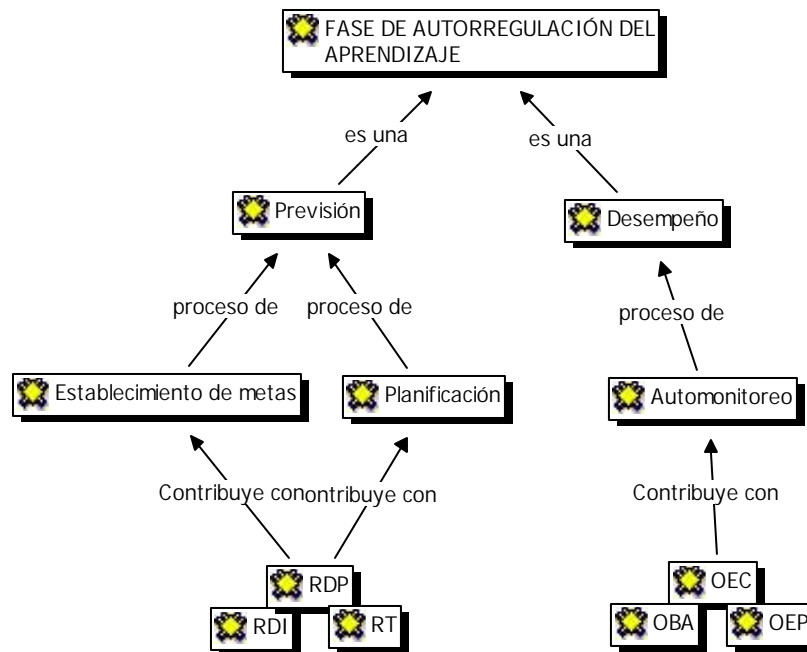 FASE DE AUTORREGULACIÓN DEL
APRENDIZAJE
es una
es una
Previsión
Desempeño
proceso de
proceso de
proceso de
Establecimiento de metas
Planificación
Automonitoreo
Contribuye con
ontribuye con
Contribuye con
RDP
RDI
RT
OEC
OBA
OEP